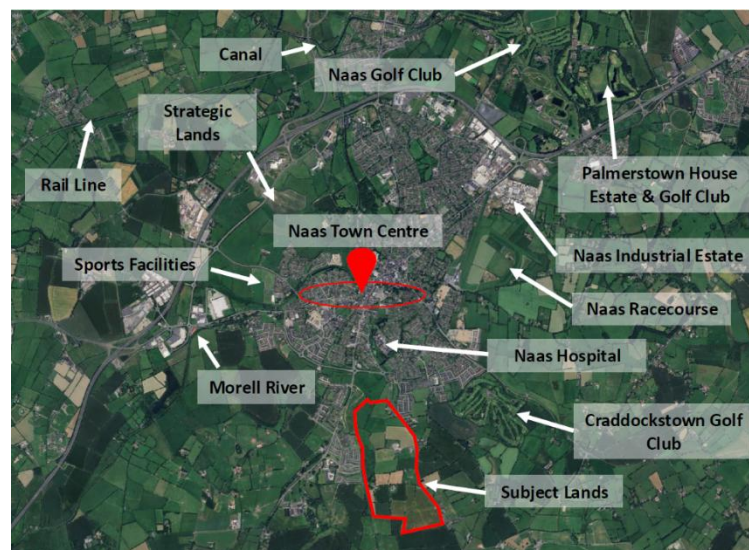 Canal
Naas Golf Club
Strategic
Lands
Rail Line
Palmerstown House
Estate & Golf Club
Naas Town Centre
Naas Industrial Estate
Sports Facilities
Naas Racecourse
Naas Hospital
Morell River
Craddockstown Golf
Club
Subject Lands